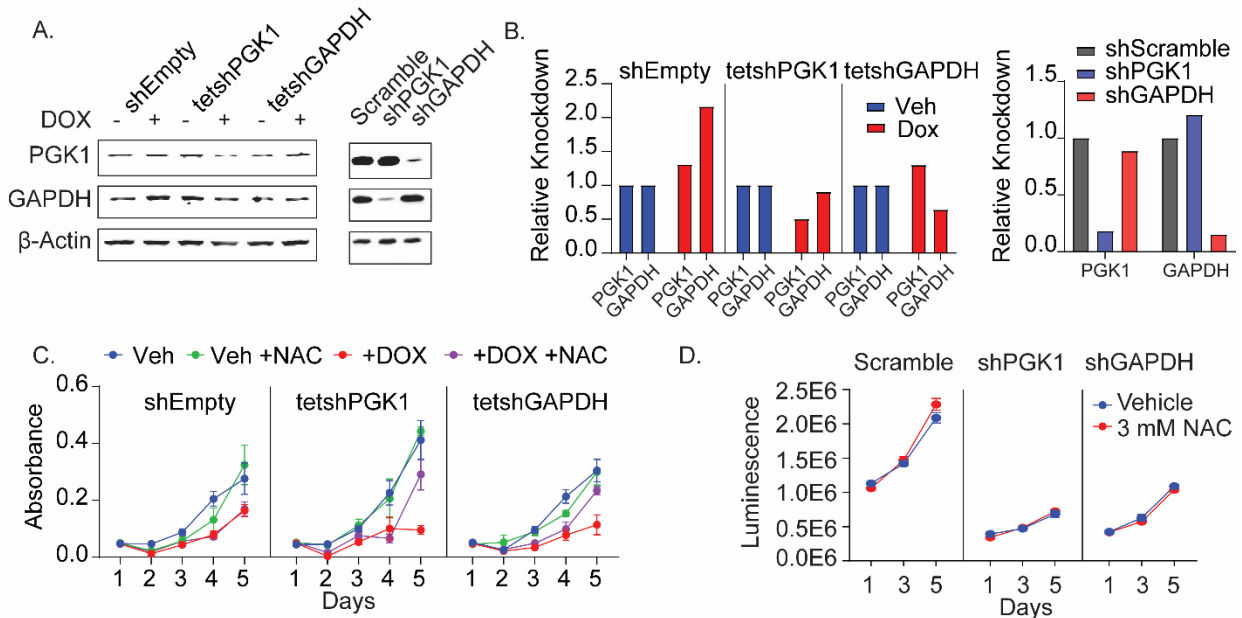 A.
shEmpty tetshPGK1 tetshGAPDH
Scramble shPGK1 shGAPDH
DOX - + - + - +
PGK1
GAPDH
β-Actin
B.
shEmpty tetshPGK1 tetshGAPDH
Veh
Dox
Relative Knockdown
2.5
2.0
1.5
1.0
0.5
0.0
PGK1 GAPDH PGK1 GAPDH PGK1 GAPDH PGK1 GAPDH PGK1 GAPDH PGK1 GAPDH
shScramble
shPGK1
shGAPDH
Relative Knockdown
1.5
1.0
0.5
0.0
PGK1 GAPDH
C.
Veh Veh +NAC +DOX +DOX +NAC
shEmpty tetshPGK1 tetshGAPDH
Absorbance
0.6
0.4
0.2
0.0
1 2 3 4 5 1 2 3 4 5 1 2 3 4 5
Days
D.
Scramble shPGK1 shGAPDH
Vehicle
3 mM NAC
Luminescence
2.5E6
2.0E6
1.5E6
1.0E6
0.5E6
0.0E6
1 3 5 1 3 5 1 3 5
Days